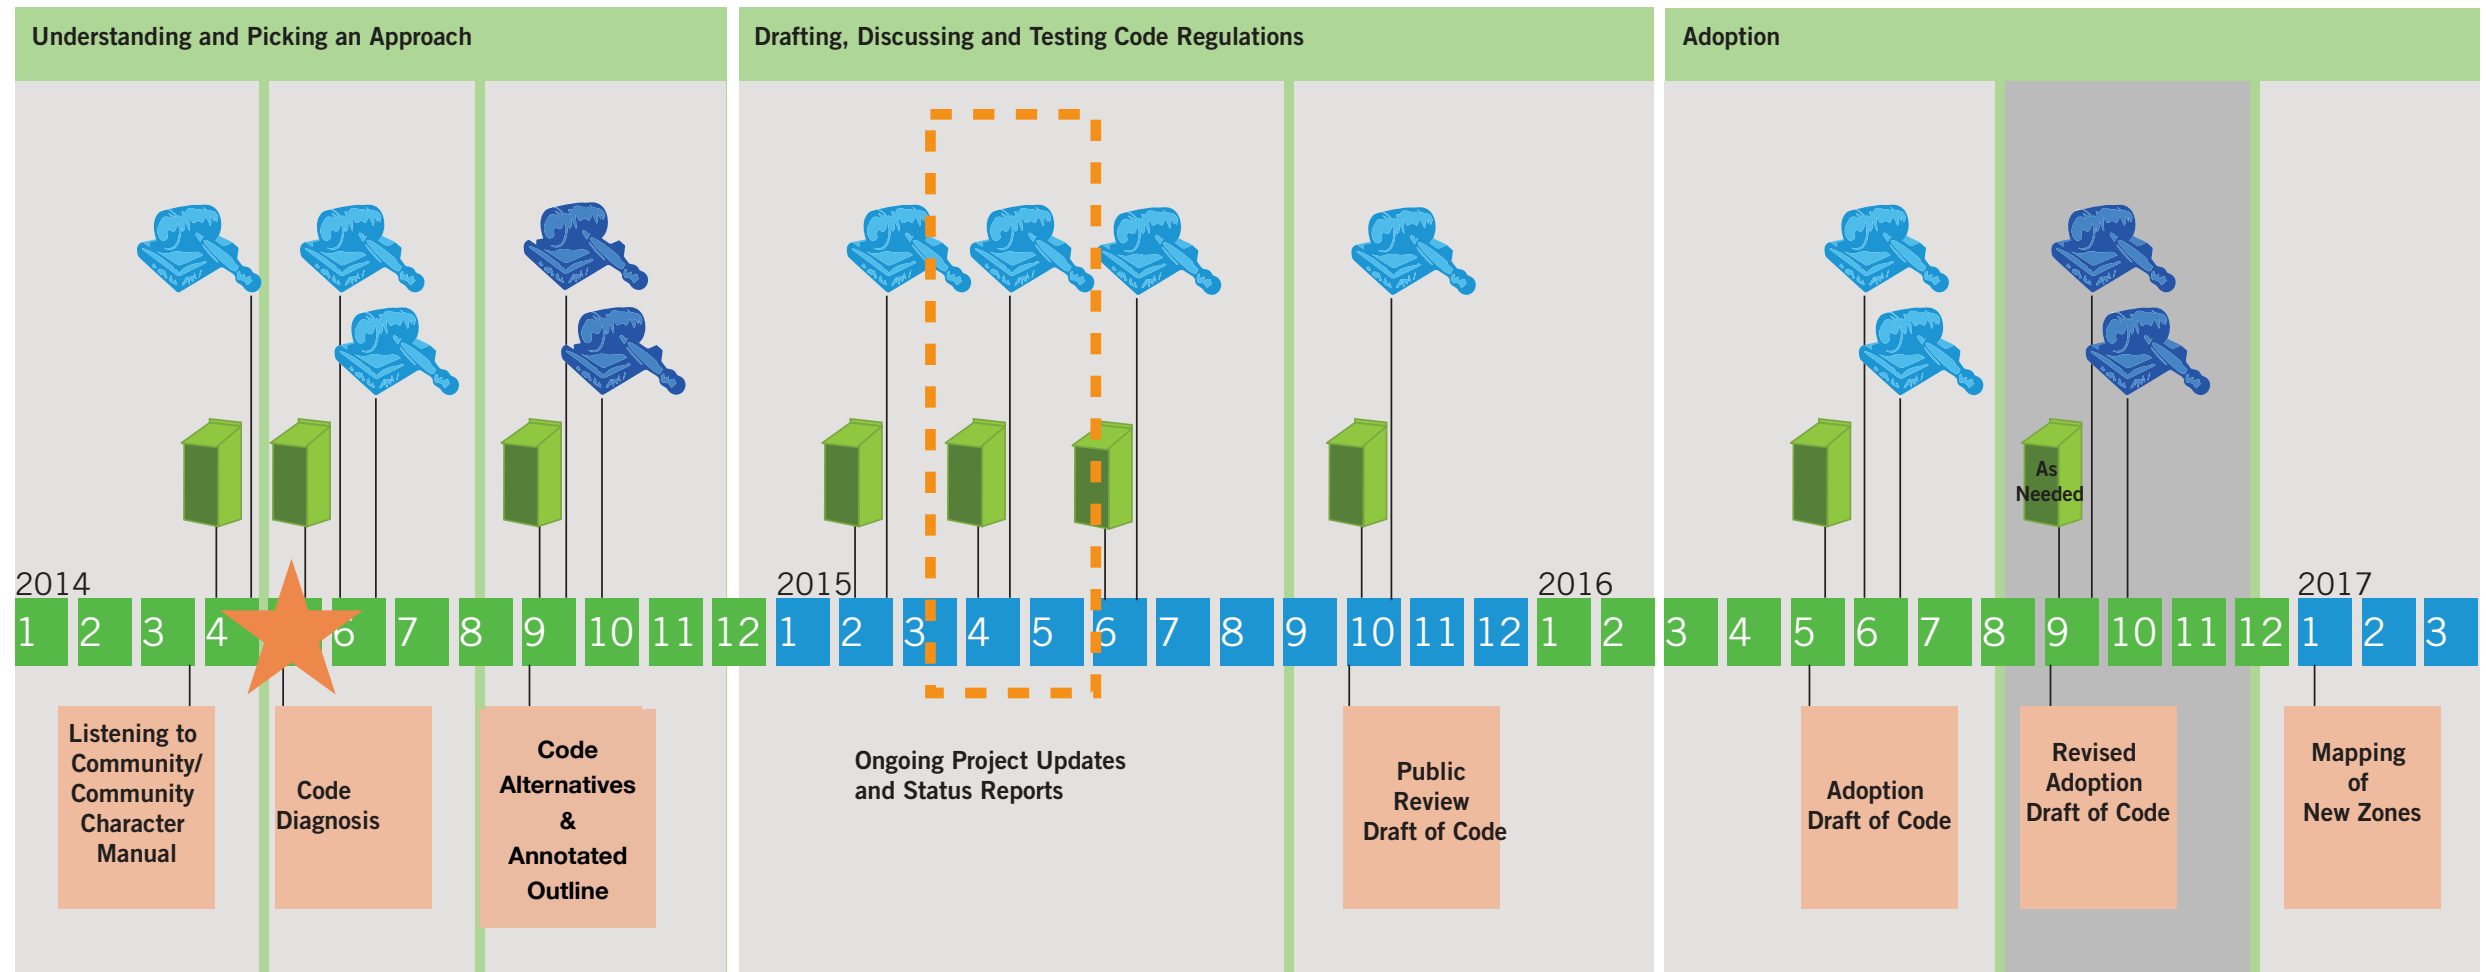 Understanding and Picking an Approach
Drafting, Discussing and Testing Code Regulations
Adoption
As
Needed
2014
2015
2016
2017
1 2 3 4 6 7 8 9 10 11 12 1 2 3 4 5 6 7 8 9 10 11 12 1 2 3 4 5 6 7 8 9 10 11 12 1 2 3
Listening to
Community/
Community
Character
Manual
Code
Diagnosis
Code
Alternatives
&
Annotated
Outline
Ongoing Project Updates
and Status Reports
Public
Review
Draft of Code
Adoption
Draft of Code
Revised
Adoption
Draft of Code
Mapping
of
New Zones